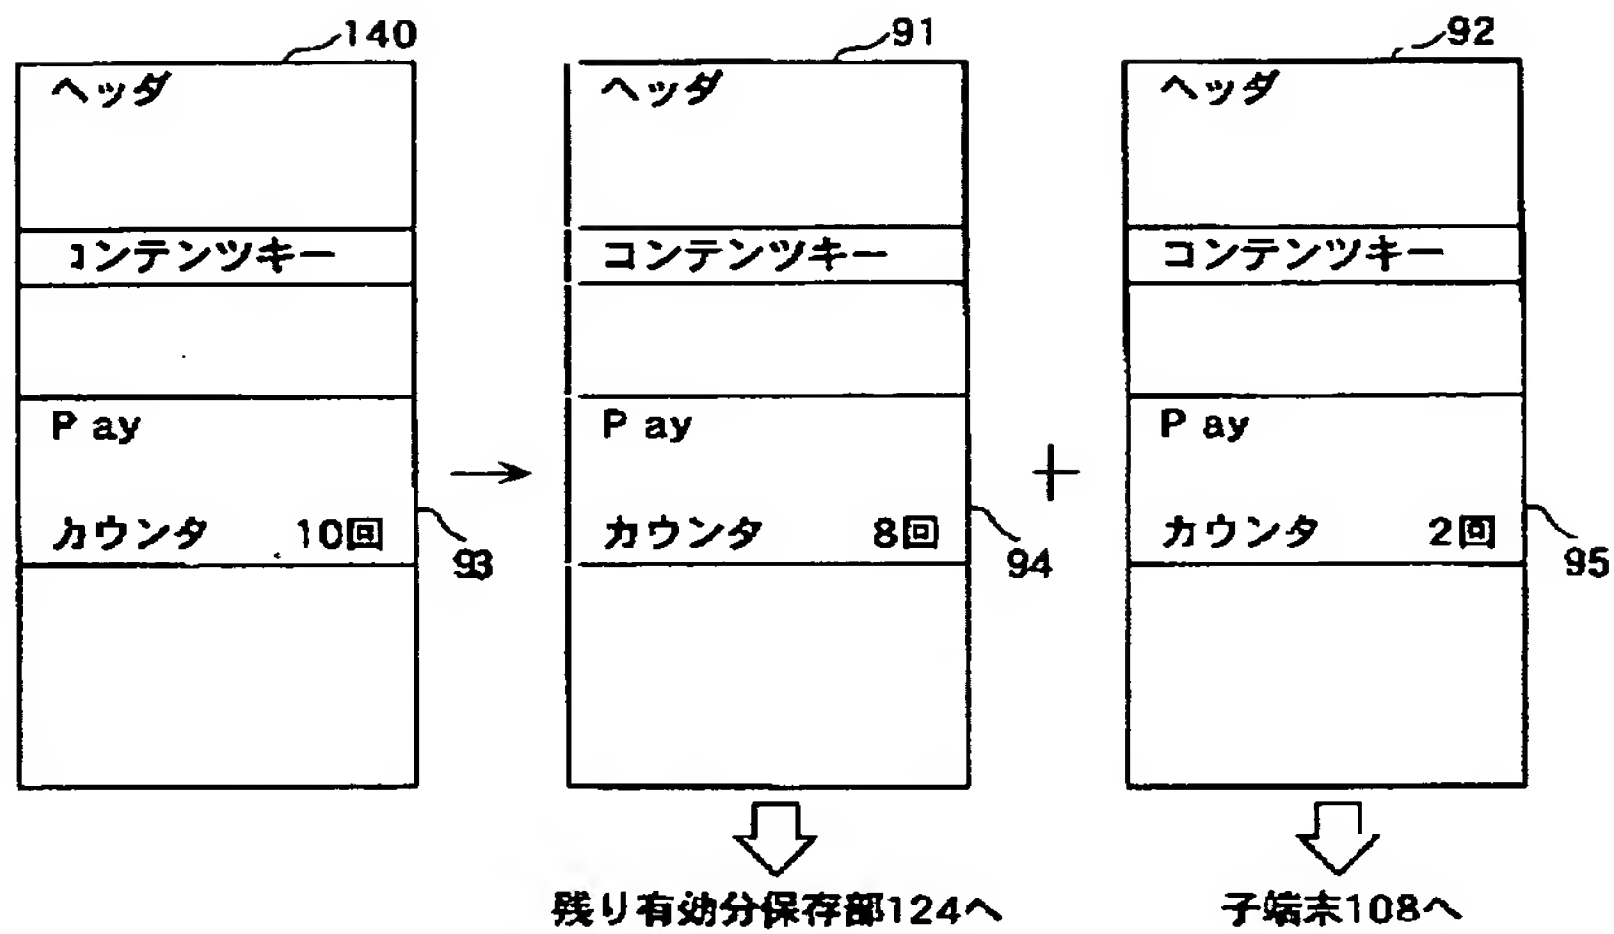 140
ヘッダ
コンテンツキー
Pay
カウンタ 10回
93
91
ヘッダ
コンテンツキー
Pay
カウンタ 8回
94
残り有効分保存部124へ
92
ヘッダ
コンテンツキー
Pay
カウンタ 2回
95
子端末108へ